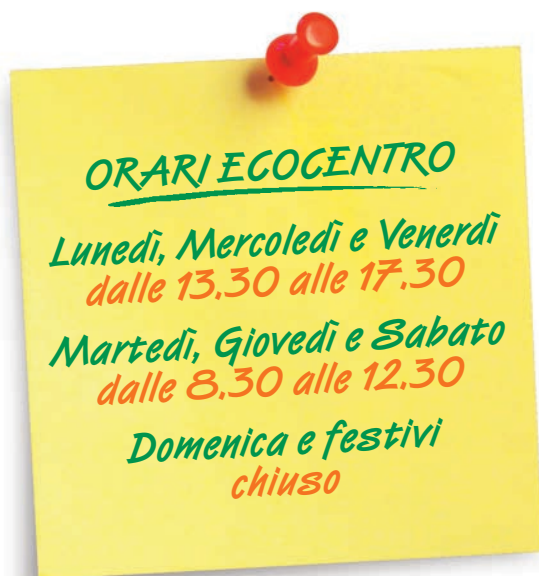 ORARI ECOCENTRO
Lunedì, Mercoledì e Venerdì
dalle 13.30 alle 17.30
Martedì, Giovedì e Sabato
dalle 8.30 alle 12.30
Domenica e festivi
chiuso